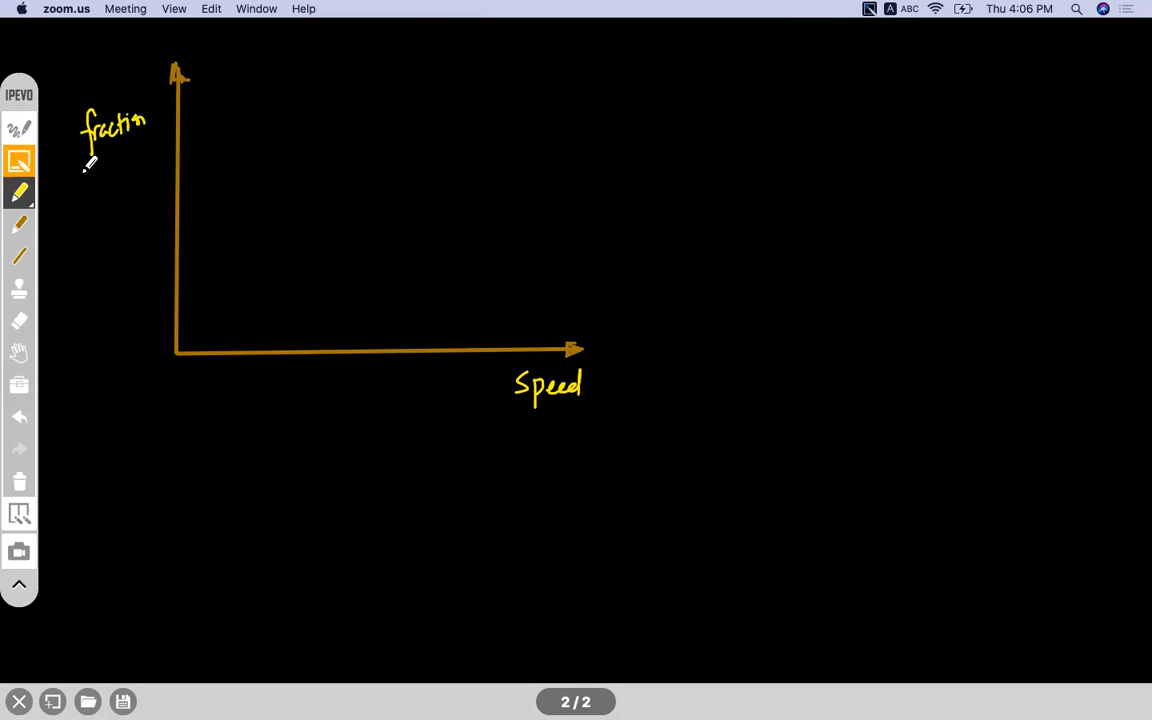 zoom.us Meeting View Edit Window Help A ABC Thu 4:06 PM
IPEVO
fraction
Speed
2 / 2